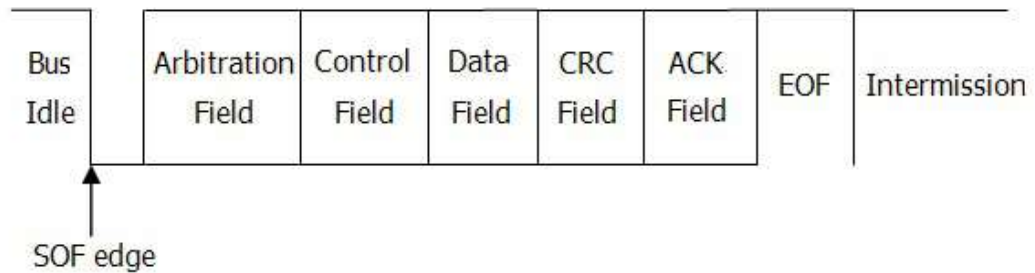 Bus
Idle
Arbitration
Field
Control
Field
Data
Field
CRC
Field
ACK
Field
EOF
Intermission
SOF edge